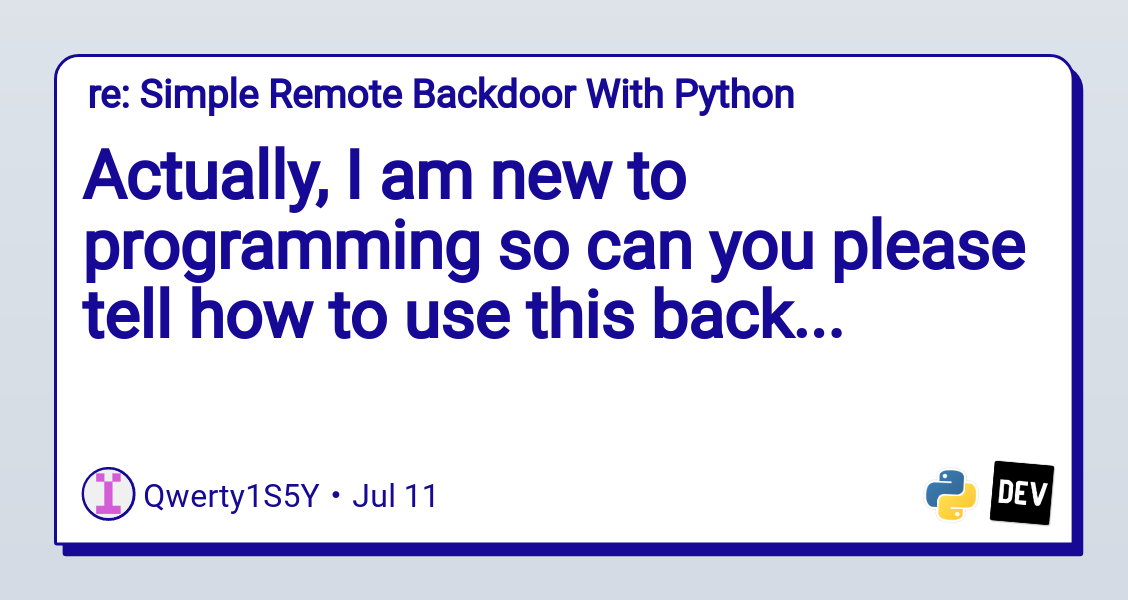 re: Simple Remote Backdoor With Python
Actually, I am new to
programming so can you please
tell how to use this back...
Qwerty1S5Y • Jul 11
DEV